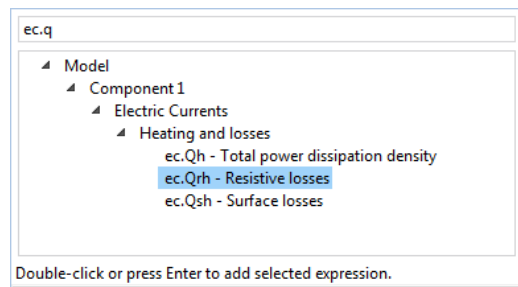 ec.q
Model
Component 1
Electric Currents
Heating and losses
ec.Qh - Total power dissipation density
ec.Qrh - Resistive losses
ec.Qsh - Surface losses
Double-click or press Enter to add selected expression.